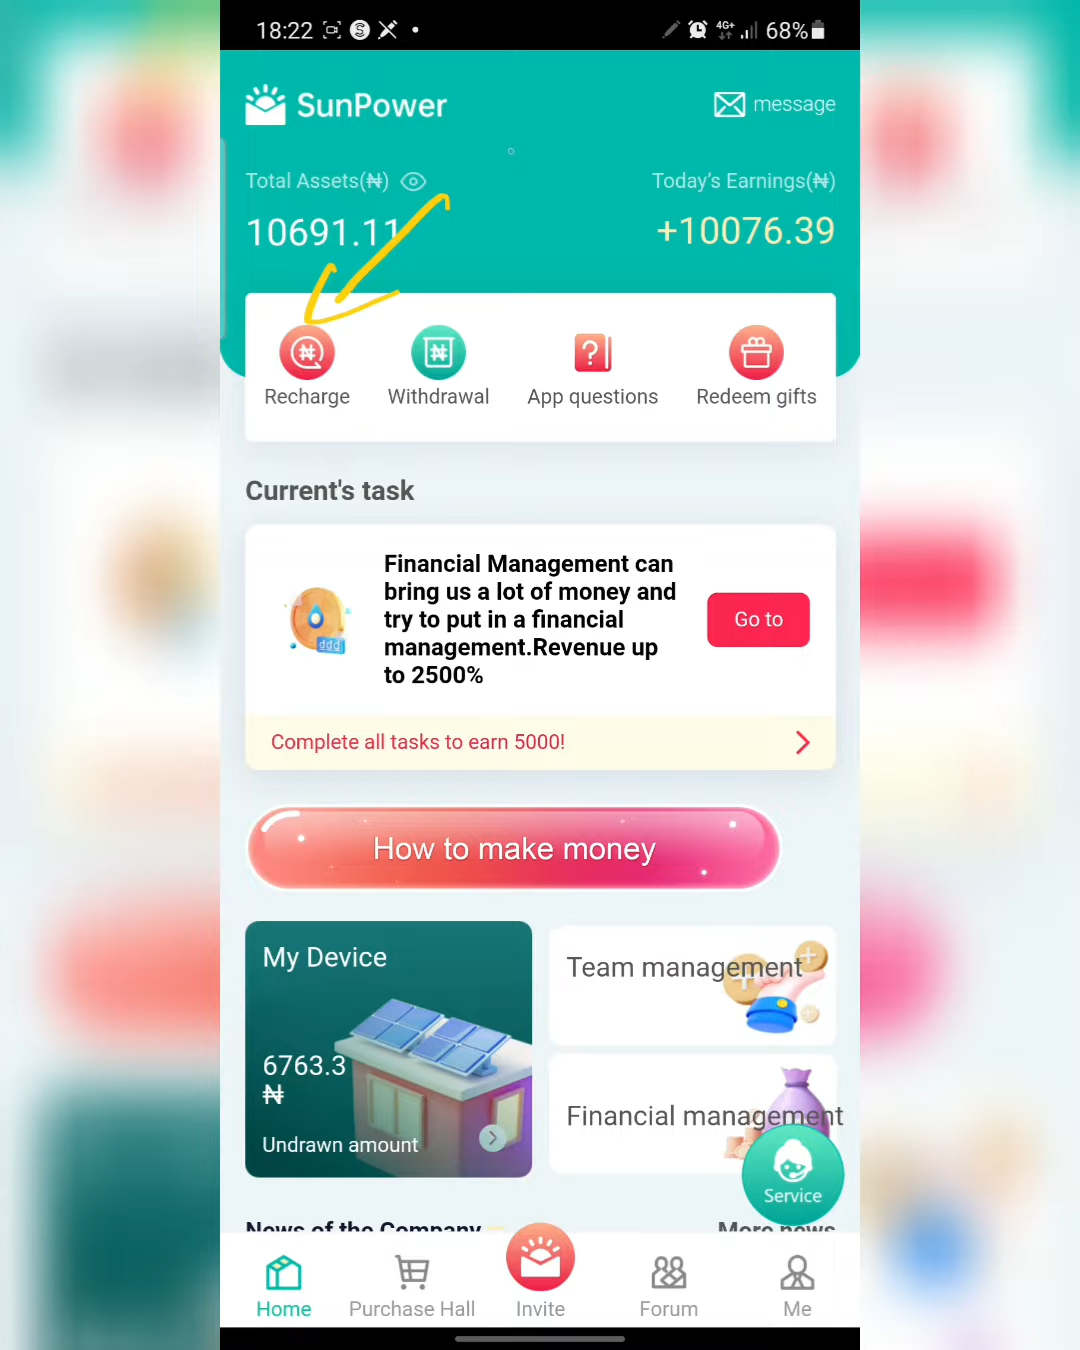 18:22
4G+
68%
SunPower
message
Total Assets(₦)
Today's Earnings(₦)
10691.11
+10076.39
Recharge
Withdrawal
App questions
Redeem gifts
Current's task
Financial Management can
bring us a lot of money and
try to put in a financial
management.Revenue up
to 2500%
Go to
Complete all tasks to earn 5000!
How to make money
My Device
Team management
6763.3
₦
Undrawn amount
Financial management
Service
News of the Company
More news
Home
Purchase Hall
Invite
Forum
Me